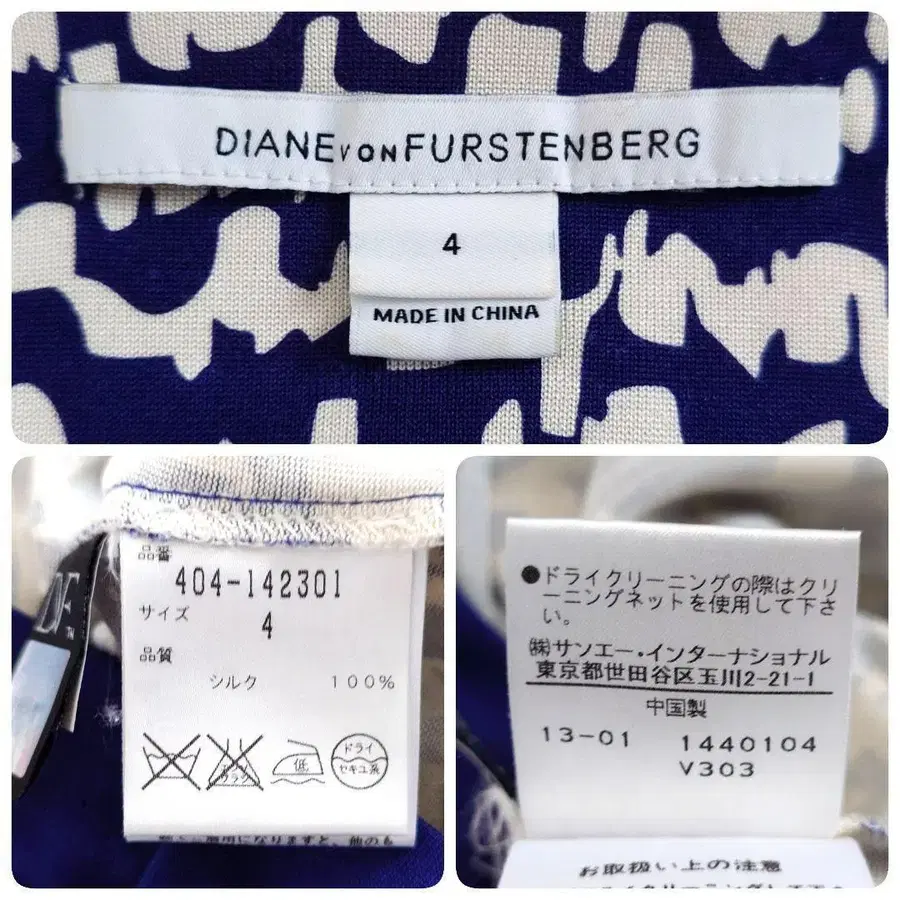 DIANE VON FURSTENBERG
4
MADE IN CHINA
品番
404-142301
サイズ
4
品質
シルク 100%
低
ドライ
セキユ系
●ドライクリーニングの際はクリ
ーニングネットを使用して下さ
い。
㈱サンエー・インターナショナル
東京都世田谷区玉川2-21-1
中国製
13-01 1440104
V303
お取扱い上の注意